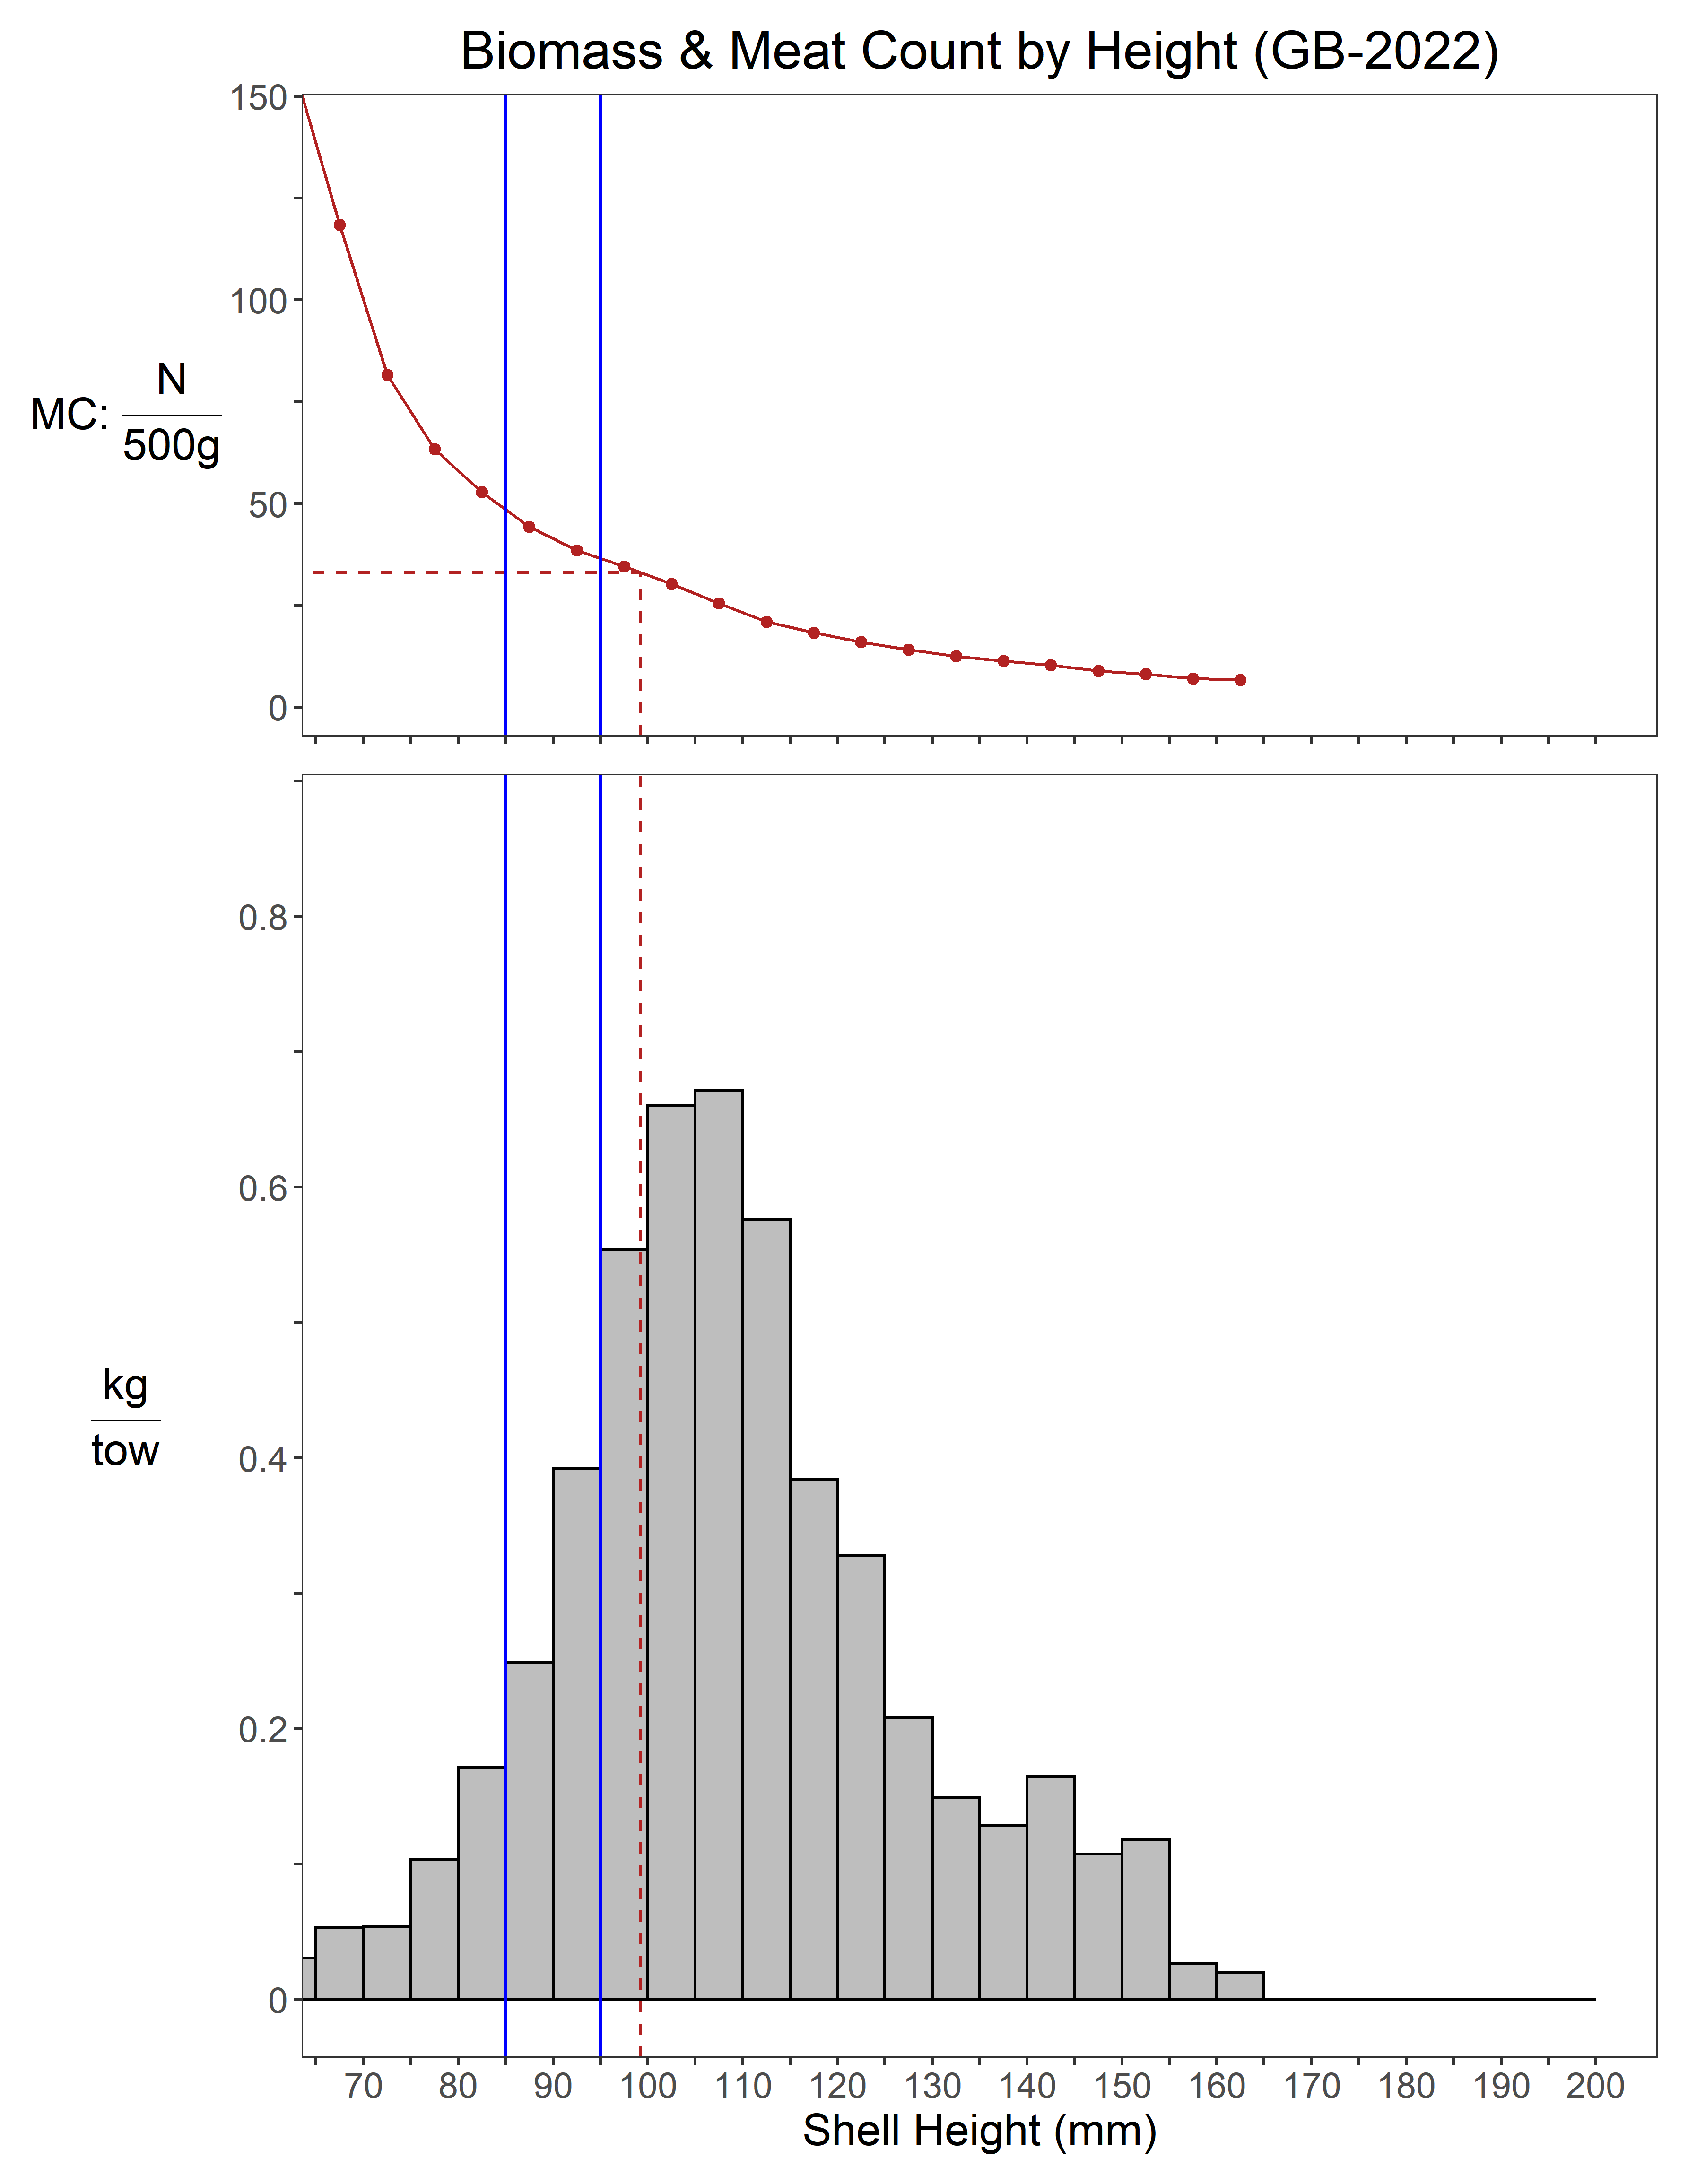 Biomass & Meat Count by Height (GB-2022)
150
100
50
0
MC: N
500g
0.8
0.6
0.4
0.2
0
kg
tow
70 80 90 100 110 120 130 140 150 160 170 180 190 200
Shell Height (mm)